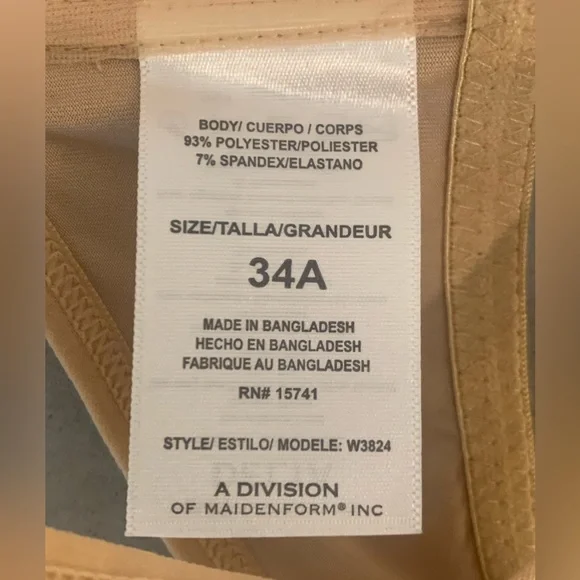 BODY/ CUERPO / CORPS
93% POLYESTER/POLIESTER
7% SPANDEX/ELASTANO
SIZE/TALLA/GRANDEUR
34A
MADE IN BANGLADESH
HECHO EN BANGLADESH
FABRIQUE AU BANGLADESH
RN# 15741
STYLE/ ESTILO/ MODELE: W3824
A DIVISION
OF MAIDENFORM® INC